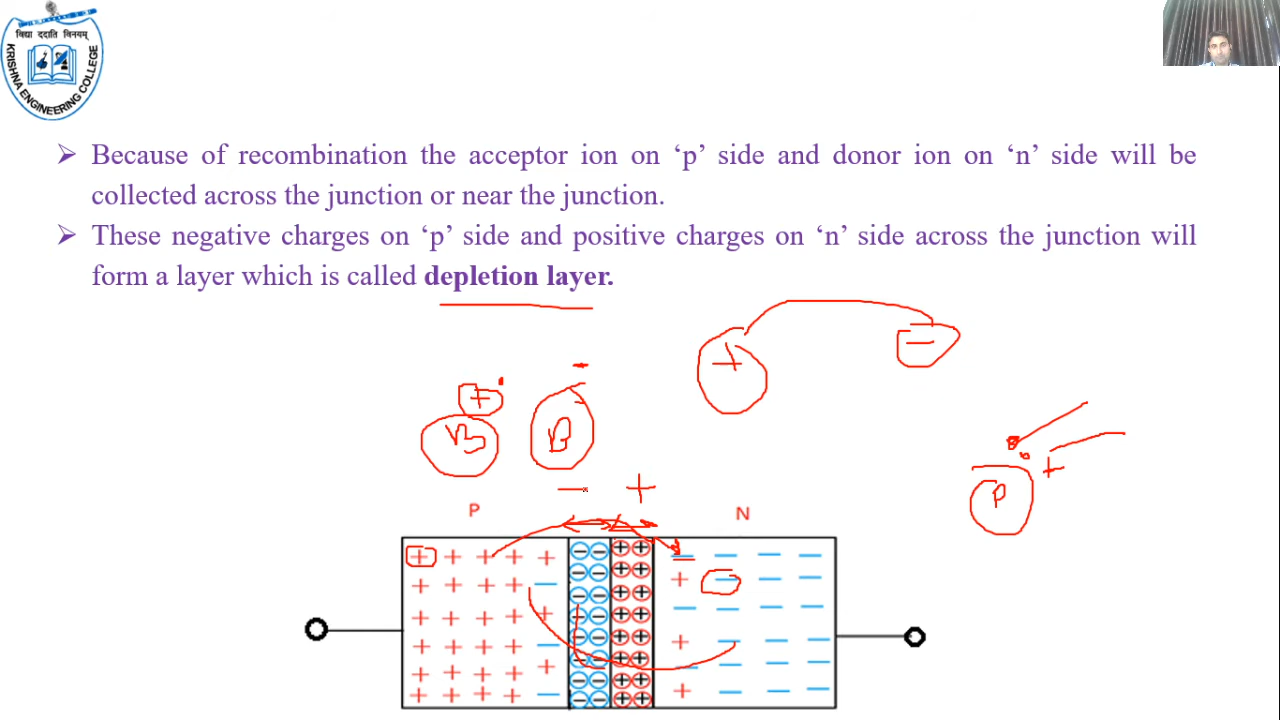 विद्या ददाति विनयम्
KRISHNA ENGINEERING COLLEGE
Because of recombination the acceptor ion on ‘p’ side and donor ion on ‘n’ side will be
collected across the junction or near the junction.
These negative charges on ‘p’ side and positive charges on ‘n’ side across the junction will
form a layer which is called depletion layer.
+ −
+ -
B B
+
P
− +
P N